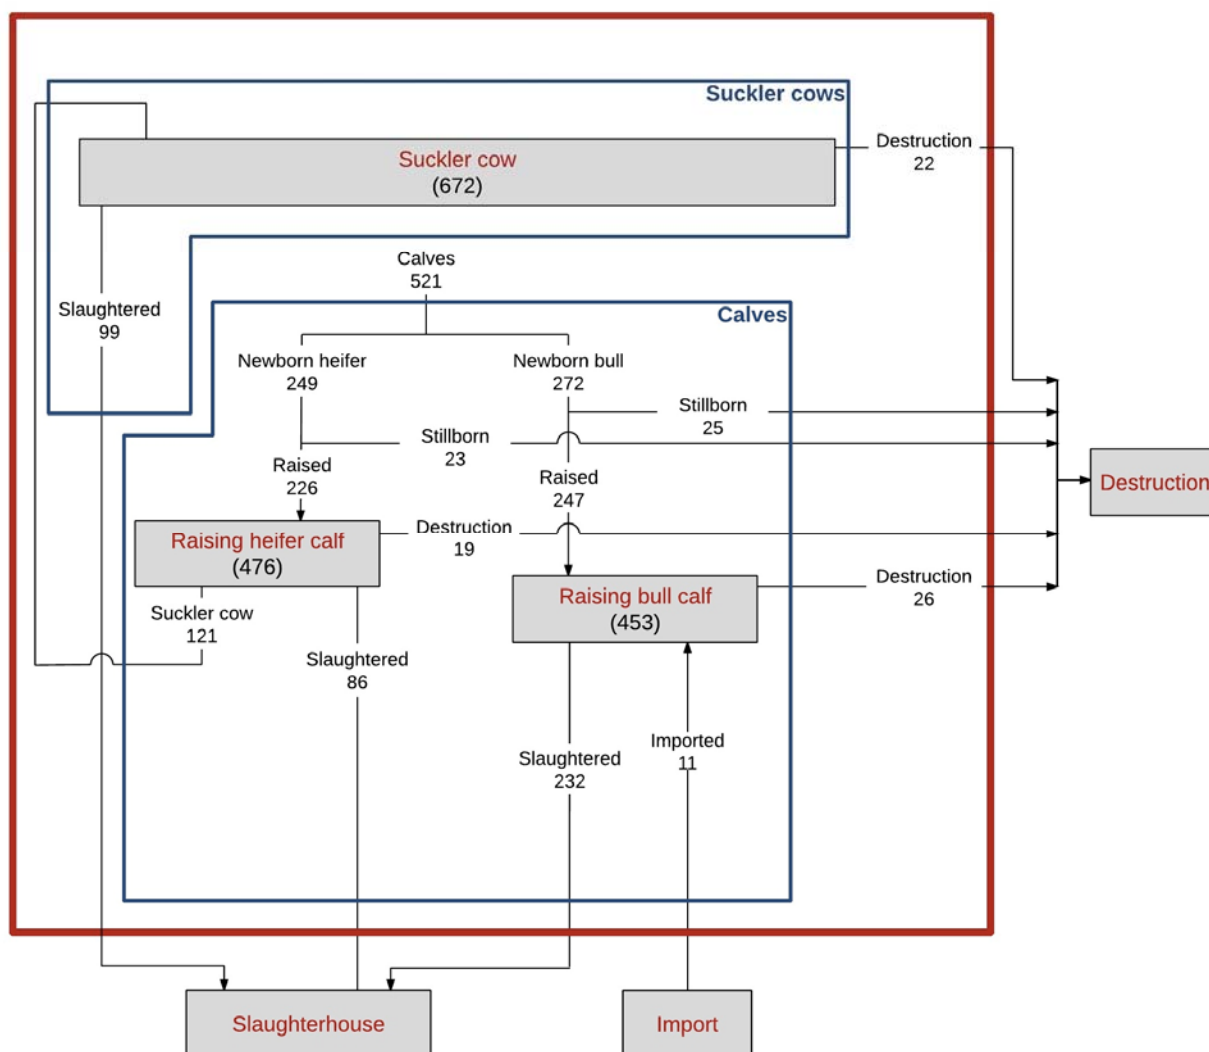 Suckler cows
Suckler cow
(672)
Destruction
22
Calves
521
Slaughtered
99
Calves
Newborn heifer
249
Newborn bull
272
Stillborn
25
Stillborn
23
Raised
226
Raised
247
Destruction
Raising heifer calf
(476)
Destruction
19
Raising bull calf
(453)
Destruction
26
Suckler cow
121
Slaughtered
86
Slaughtered
232
Imported
11
Slaughterhouse
Import